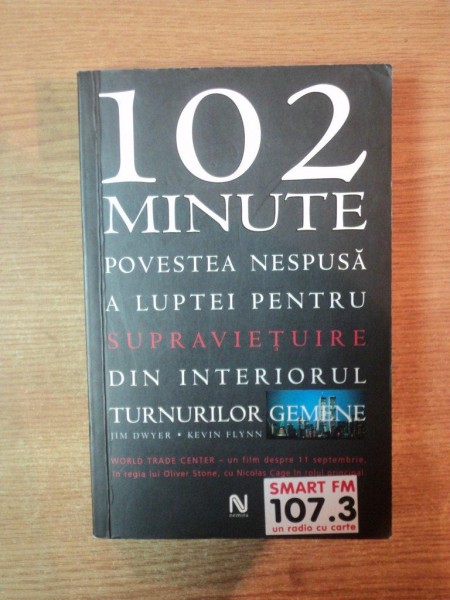 102
MINUTE
POVESTEA NESPUSĂ
A LUPTEI PENTRU
SUPRAVIEȚUIRE
DIN INTERIORUL
TURNURILOR GEMENE
JIM DWYER • KEVIN FLYNN
WORLD TRADE CENTER – un film despre 11 septembrie,
în regia lui Oliver Stone, cu Nicolas Cage în rolul principal
N
nemira
SMART FM
107.3
un radio cu carte